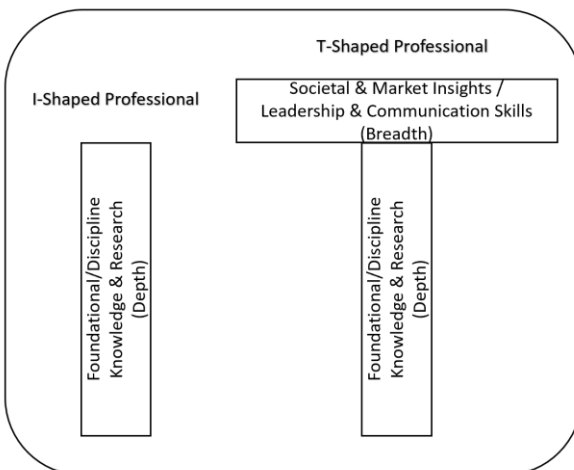 T-Shaped Professional
I-Shaped Professional
Societal & Market Insights /
Leadership & Communication Skills
(Breadth)
Foundational/Discipline
Knowledge & Research
(Depth)
Foundational/Discipline
Knowledge & Research
(Depth)